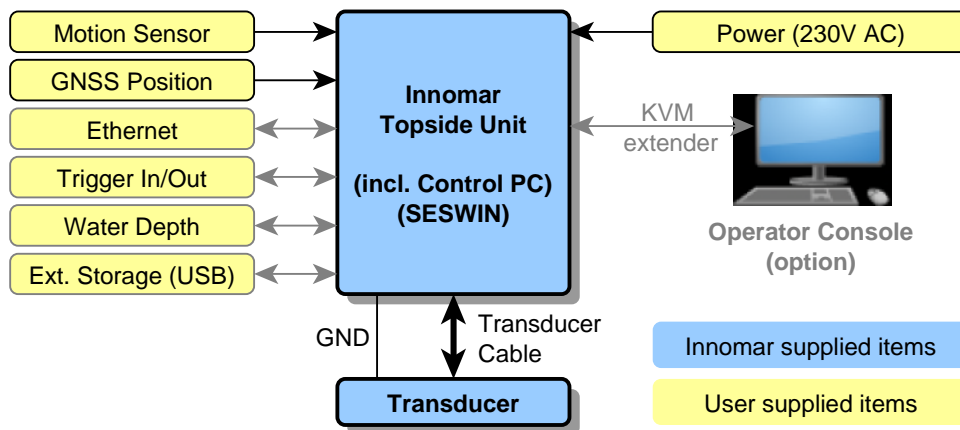 Motion Sensor
GNSS Position
Ethernet
Trigger In/Out
Water Depth
Ext. Storage (USB)
Innomar
Topside Unit
(incl. Control PC)
(SESWIN)
Power (230V AC)
KVM
extender
Operator Console
(option)
GND
Transducer
Cable
Transducer
Innomar supplied items
User supplied items